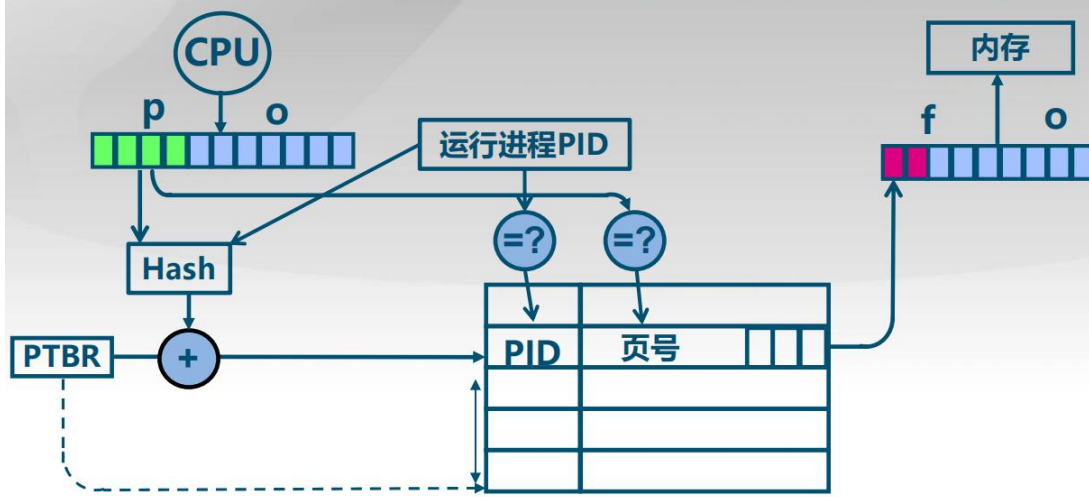 CPU
内存
p
o
f
o
运行进程PID
=?
=?
Hash
PTBR
+
PID
页号